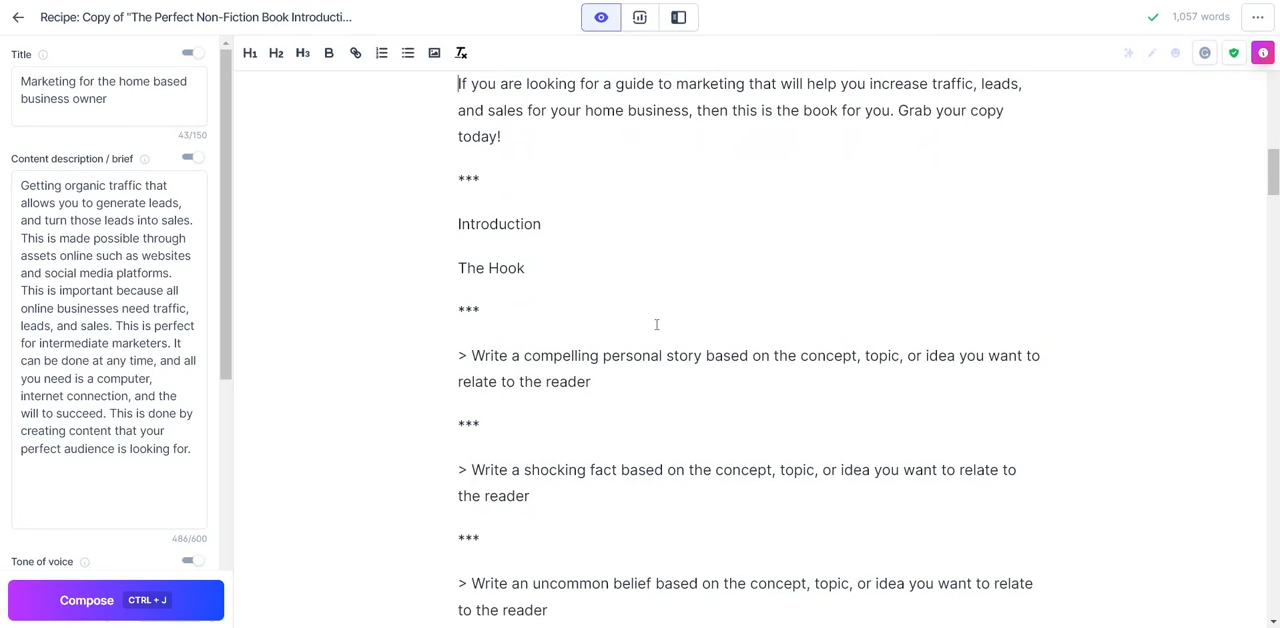 Recipe: Copy of "The Perfect Non-Fiction Book Introducti...
1,057 words
Title
H1 H2 H3 B
Marketing for the home based
business owner
43/150
Content description / brief
Getting organic traffic that
allows you to generate leads,
and turn those leads into sales.
This is made possible through
assets online such as websites
and social media platforms.
This is important because all
online businesses need traffic,
leads, and sales. This is perfect
for intermediate marketers. It
can be done at any time, and all
you need is a computer,
internet connection, and the
will to succeed. This is done by
creating content that your
perfect audience is looking for.
486/600
Tone of voice
Compose CTRL + J
If you are looking for a guide to marketing that will help you increase traffic, leads,
and sales for your home business, then this is the book for you. Grab your copy
today!
***
Introduction
The Hook
***
> Write a compelling personal story based on the concept, topic, or idea you want to
relate to the reader
***
> Write a shocking fact based on the concept, topic, or idea you want to relate to
the reader
***
> Write an uncommon belief based on the concept, topic, or idea you want to relate
to the reader